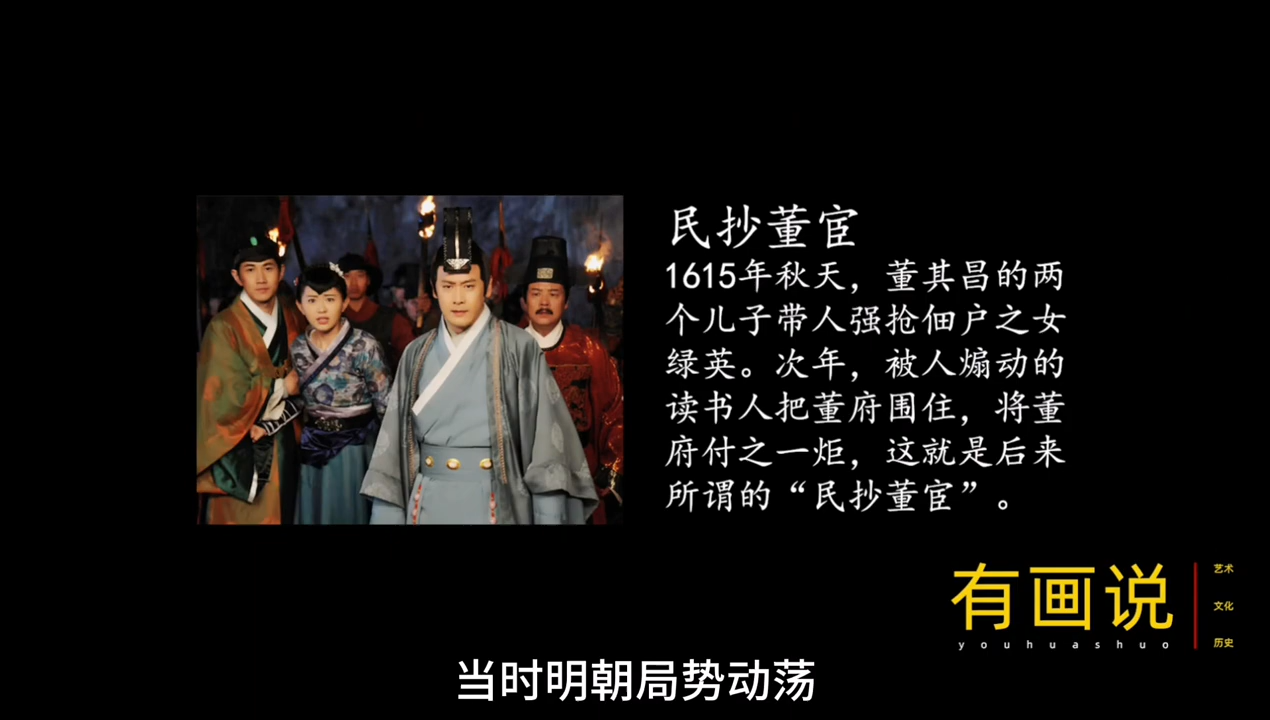 民抄董宦
1615年秋天，董其昌的两
个儿子带人强抢佃户之女
绿英。次年，被人煽动的
读书人把董府围住，将董
府付之一炬，这就是后来
所谓的“民抄董宦”。
有画说
youhuashuo
艺术
文化
历史
当时明朝局势动荡